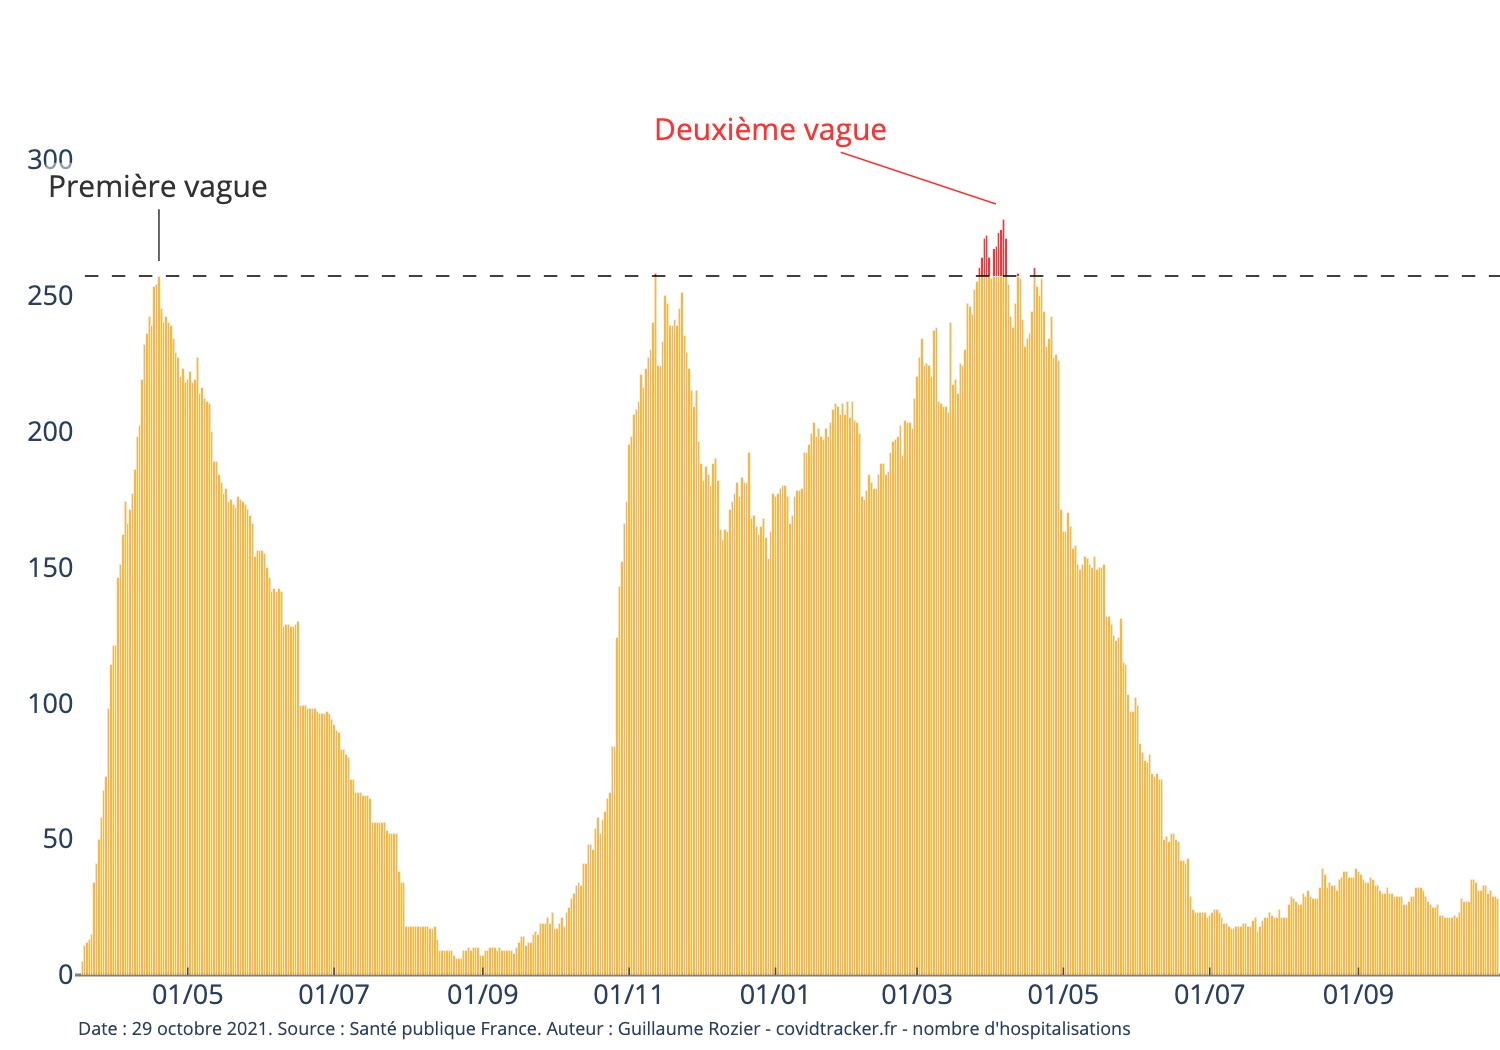 Deuxième vague
300
Première vague
250
200
150
100
50
0
01/05 01/07 01/09 01/11 01/01 01/03 01/05 01/07 01/09
Date : 29 octobre 2021. Source : Santé publique France. Auteur : Guillaume Rozier - covidtracker.fr - nombre d'hospitalisations